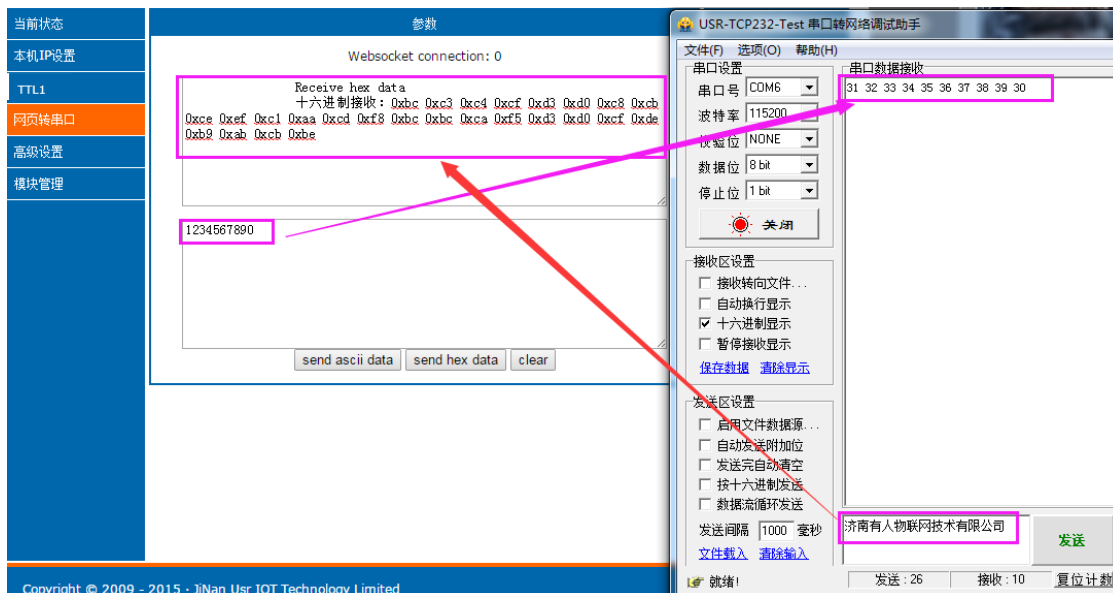 当前状态
本机IP设置
TTL1
网页转串口
高级设置
模块管理
参数
Websocket connection: 0
Receive hex data
十六进制接收：0xbc 0xc3 0xc4 0xcf 0xd3 0xd0 0xc8 0xcb
0xce 0xef 0xc1 0xaa 0xcd 0xf8 0xbc 0xbc 0xca 0xf5 0xd3 0xd0 0xcf 0xde
0xb9 0xab 0xcb 0xbe
1234567890
send ascii data send hex data clear
Copyright © 2009 - 2015 · JiNan Usr IOT Technology Limited
USR-TCP232-Test 串口转网络调试助手
文件(F) 选项(O) 帮助(H)
串口设置
串口号 COM6
波特率 115200
校验位 NONE
数据位 8 bit
停止位 1 bit
关闭
接收区设置
接收转向文件...
自动换行显示
十六进制显示
暂停接收显示
保存数据 清除显示
发送区设置
启用文件数据源...
自动发送附加位
发送完自动清空
按十六进制发送
数据流循环发送
发送间隔 1000 毫秒
文件载入 清除输入
串口数据接收
31 32 33 34 35 36 37 38 39 30
济南有人物联网技术有限公司
发送
就绪!
发送 : 26
接收 : 10
复位计数